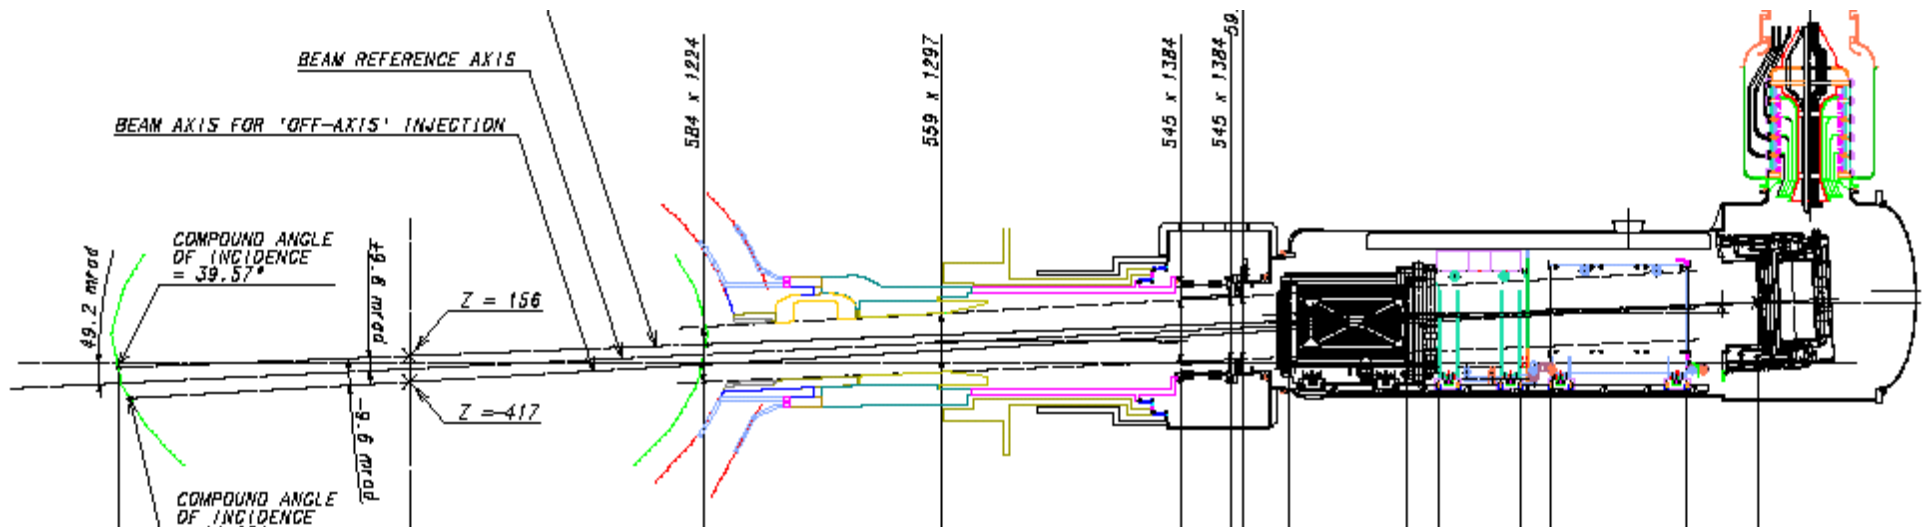 BEAM REFERENCE AXIS
BEAM AXIS FOR 'OFF-AXIS' INJECTION
584 x 1224
559 x 1297
545 x 1384
545 x 1384
59.
49.2 mrad
COMPOUND ANGLE
OF INCIDENCE
= 39.57°
+9.6 mrad
Z = 156
Z =-417
-9.6 mrad
COMPOUND ANGLE
OF INCIDENCE